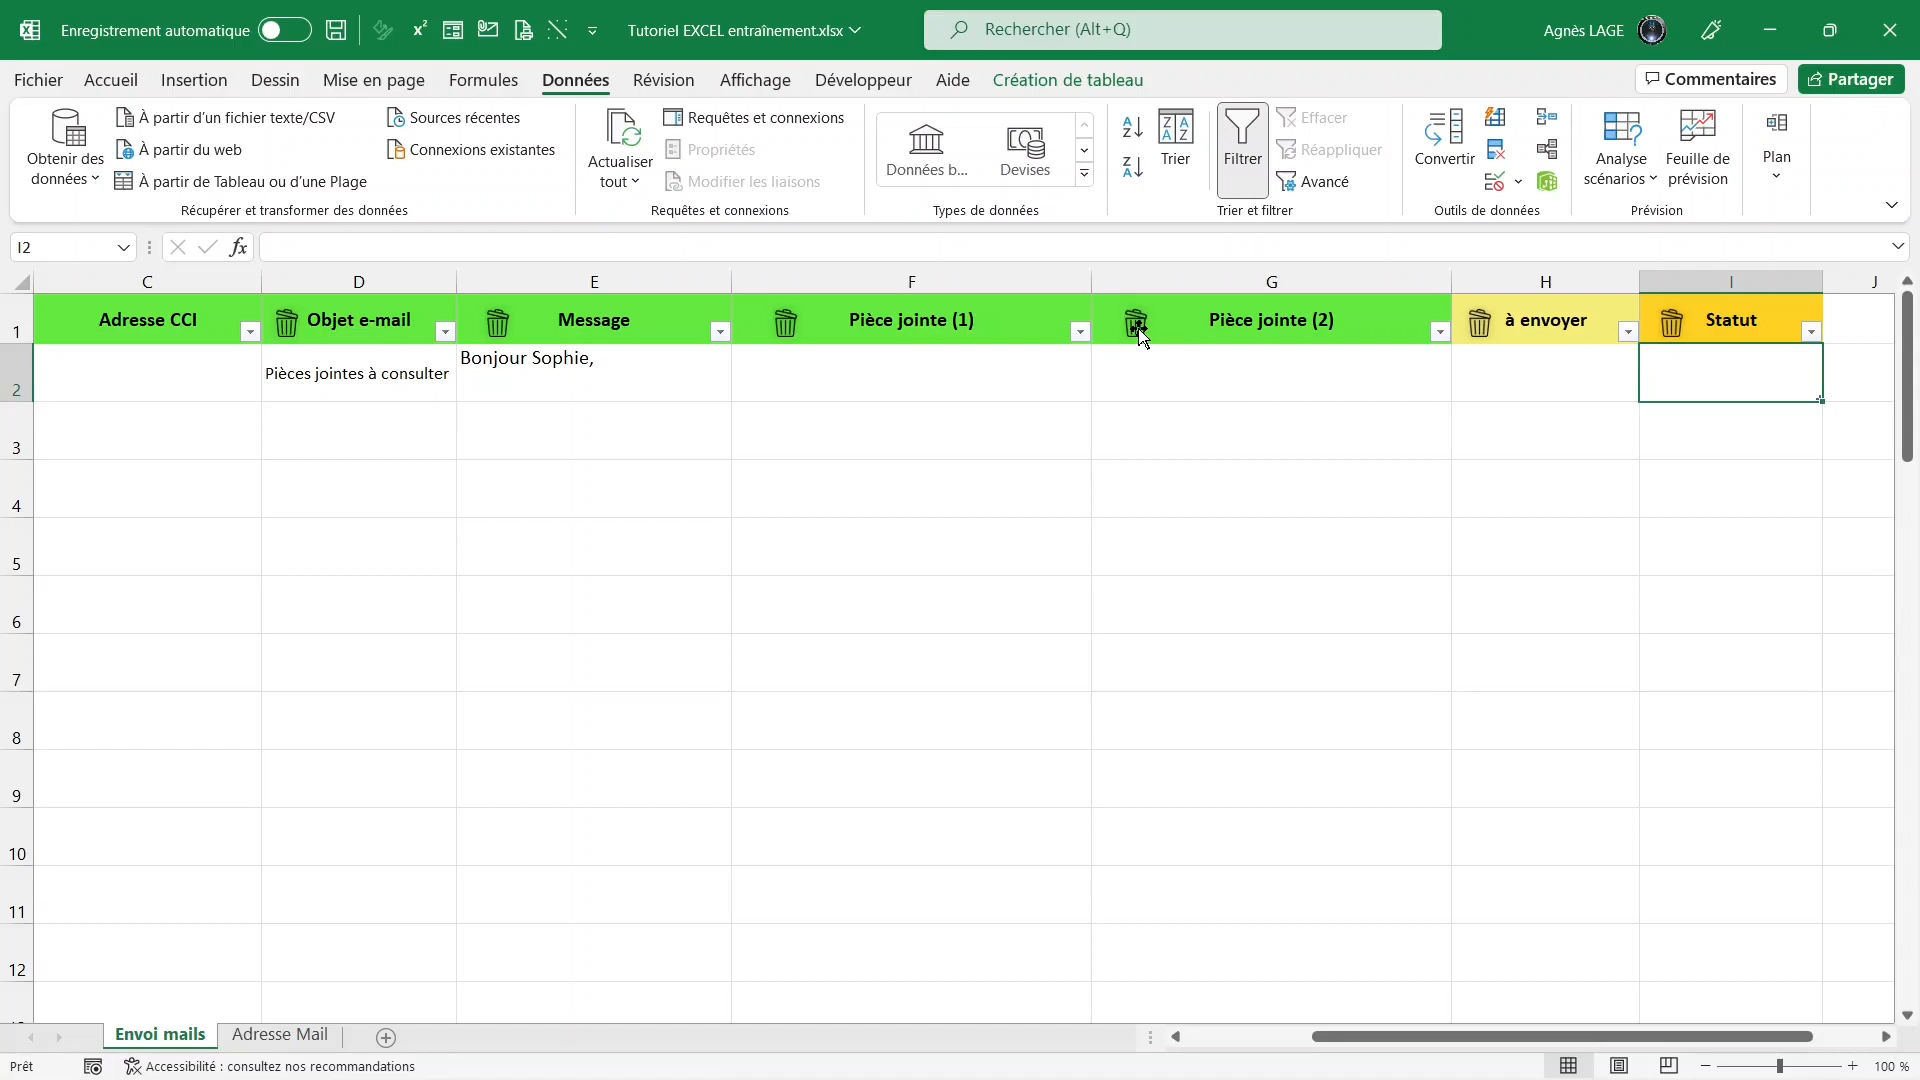 Enregistrement automatique
Tutoriel EXCEL entraînement.xlsx
Rechercher (Alt+Q)
Agnès LAGE
Fichier Accueil Insertion Dessin Mise en page Formules Données Révision Affichage Développeur Aide Création de tableau
Commentaires
Partager
Obtenir des
données
À partir d'un fichier texte/CSV
À partir du web
À partir de Tableau ou d'une Plage
Sources récentes
Connexions existantes
Récupérer et transformer des données
Actualiser
tout
Requêtes et connexions
Propriétés
Modifier les liaisons
Requêtes et connexions
Données b...
Devises
Types de données
Trier
Filtrer
Effacer
Réappliquer
Avancé
Trier et filtrer
Convertir
Outils de données
Analyse
scénarios
Feuille de
prévision
Prévision
Plan
I2
fx
C D E F G H I J
1 Adresse CCI Objet e-mail Message Pièce jointe (1) Pièce jointe (2) à envoyer Statut
2 Pièces jointes à consulter Bonjour Sophie,
3
4
5
6
7
8
9
10
11
12
Envoi mails
Adresse Mail
Prêt
Accessibilité : consultez nos recommandations
100 %